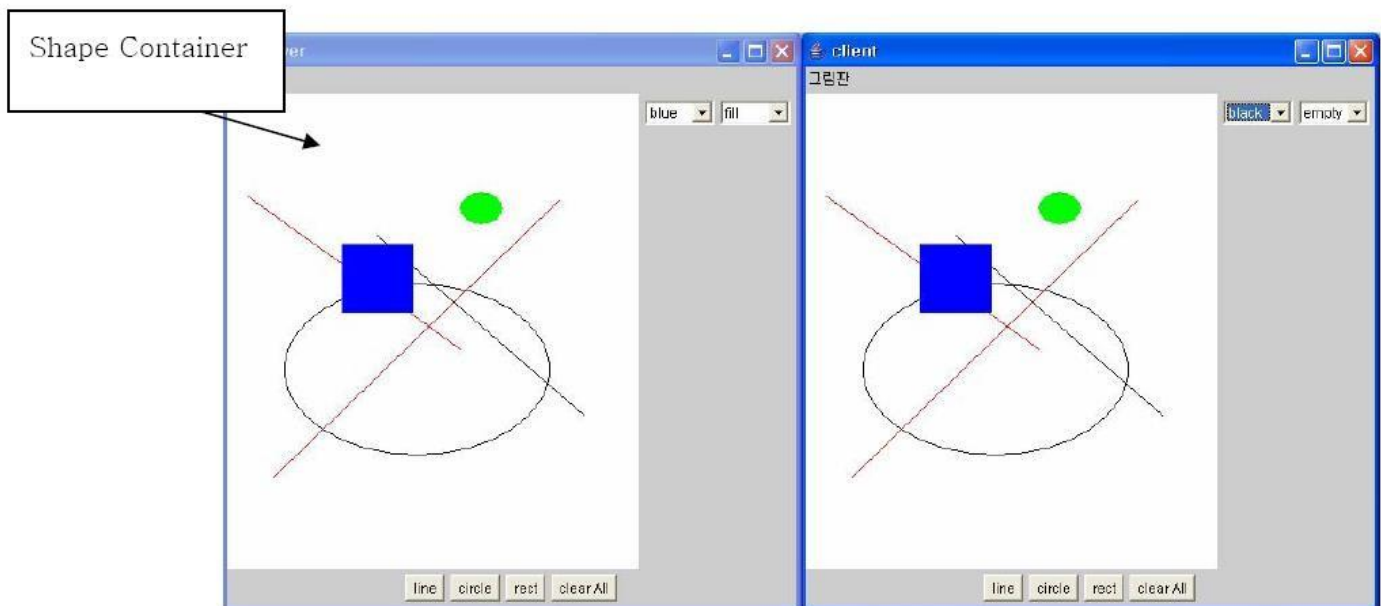 Shape Container
ver
client
그림판
blue
fill
black
empty
line
circle
rect
clear All
line
circle
rect
clear All